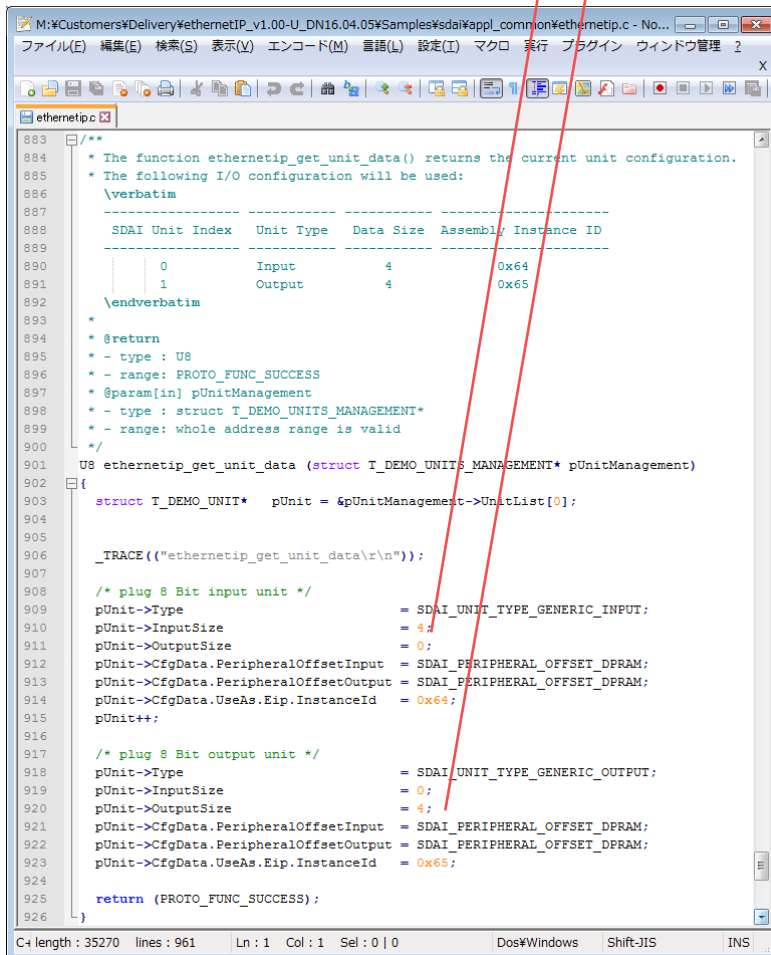 M:¥Customers¥Delivery¥ethernetIP_v1.00-U_DN16.04.05¥Samples¥sdai¥appl_common¥ethernetip.c - No...
ファイル(F) 編集(E) 検索(S) 表示(V) エンコード(M) 言語(L) 設定(T) マクロ 実行 プラグイン ウィンドウ管理 ?
X
ethernetip.c
883 /**
884 * The function ethernetip_get_unit_data() returns the current unit configuration.
885 * The following I/O configuration will be used:
886 \verbatim
887 ----------------- ----------- ----------- ---------------------
888 SDAI Unit Index Unit Type Data Size Assembly Instance ID
889 ----------------- ----------- ----------- ---------------------
890 0 Input 4 0x64
891 1 Output 4 0x65
892 \endverbatim
893 *
894 * @return
895 * - type : U8
896 * - range: PROTO_FUNC_SUCCESS
897 * @param[in] pUnitManagement
898 * - type : struct T_DEMO_UNITS_MANAGEMENT*
899 * - range: whole address range is valid
900 */
901 U8 ethernetip_get_unit_data (struct T_DEMO_UNITS_MANAGEMENT* pUnitManagement)
902 {
903 struct T_DEMO_UNIT* pUnit = &pUnitManagement->UnitList[0];
904
905
906 _TRACE(("ethernetip_get_unit_data\r\n"));
907
908 /* plug 8 Bit input unit */
909 pUnit->Type = SDAI_UNIT_TYPE_GENERIC_INPUT;
910 pUnit->InputSize = 4;
911 pUnit->OutputSize = 0;
912 pUnit->CfgData.PeripheralOffsetInput = SDAI_PERIPHERAL_OFFSET_DPRAM;
913 pUnit->CfgData.PeripheralOffsetOutput = SDAI_PERIPHERAL_OFFSET_DPRAM;
914 pUnit->CfgData.UseAs.Eip.InstanceId = 0x64;
915 pUnit++;
916
917 /* plug 8 Bit output unit */
918 pUnit->Type = SDAI_UNIT_TYPE_GENERIC_OUTPUT;
919 pUnit->InputSize = 0;
920 pUnit->OutputSize = 4;
921 pUnit->CfgData.PeripheralOffsetInput = SDAI_PERIPHERAL_OFFSET_DPRAM;
922 pUnit->CfgData.PeripheralOffsetOutput = SDAI_PERIPHERAL_OFFSET_DPRAM;
923 pUnit->CfgData.UseAs.Eip.InstanceId = 0x65;
924
925 return (PROTO_FUNC_SUCCESS);
926 }
C+ length : 35270 lines : 961 Ln : 1 Col : 1 Sel : 0 | 0 Dos¥Windows Shift-JIS INS